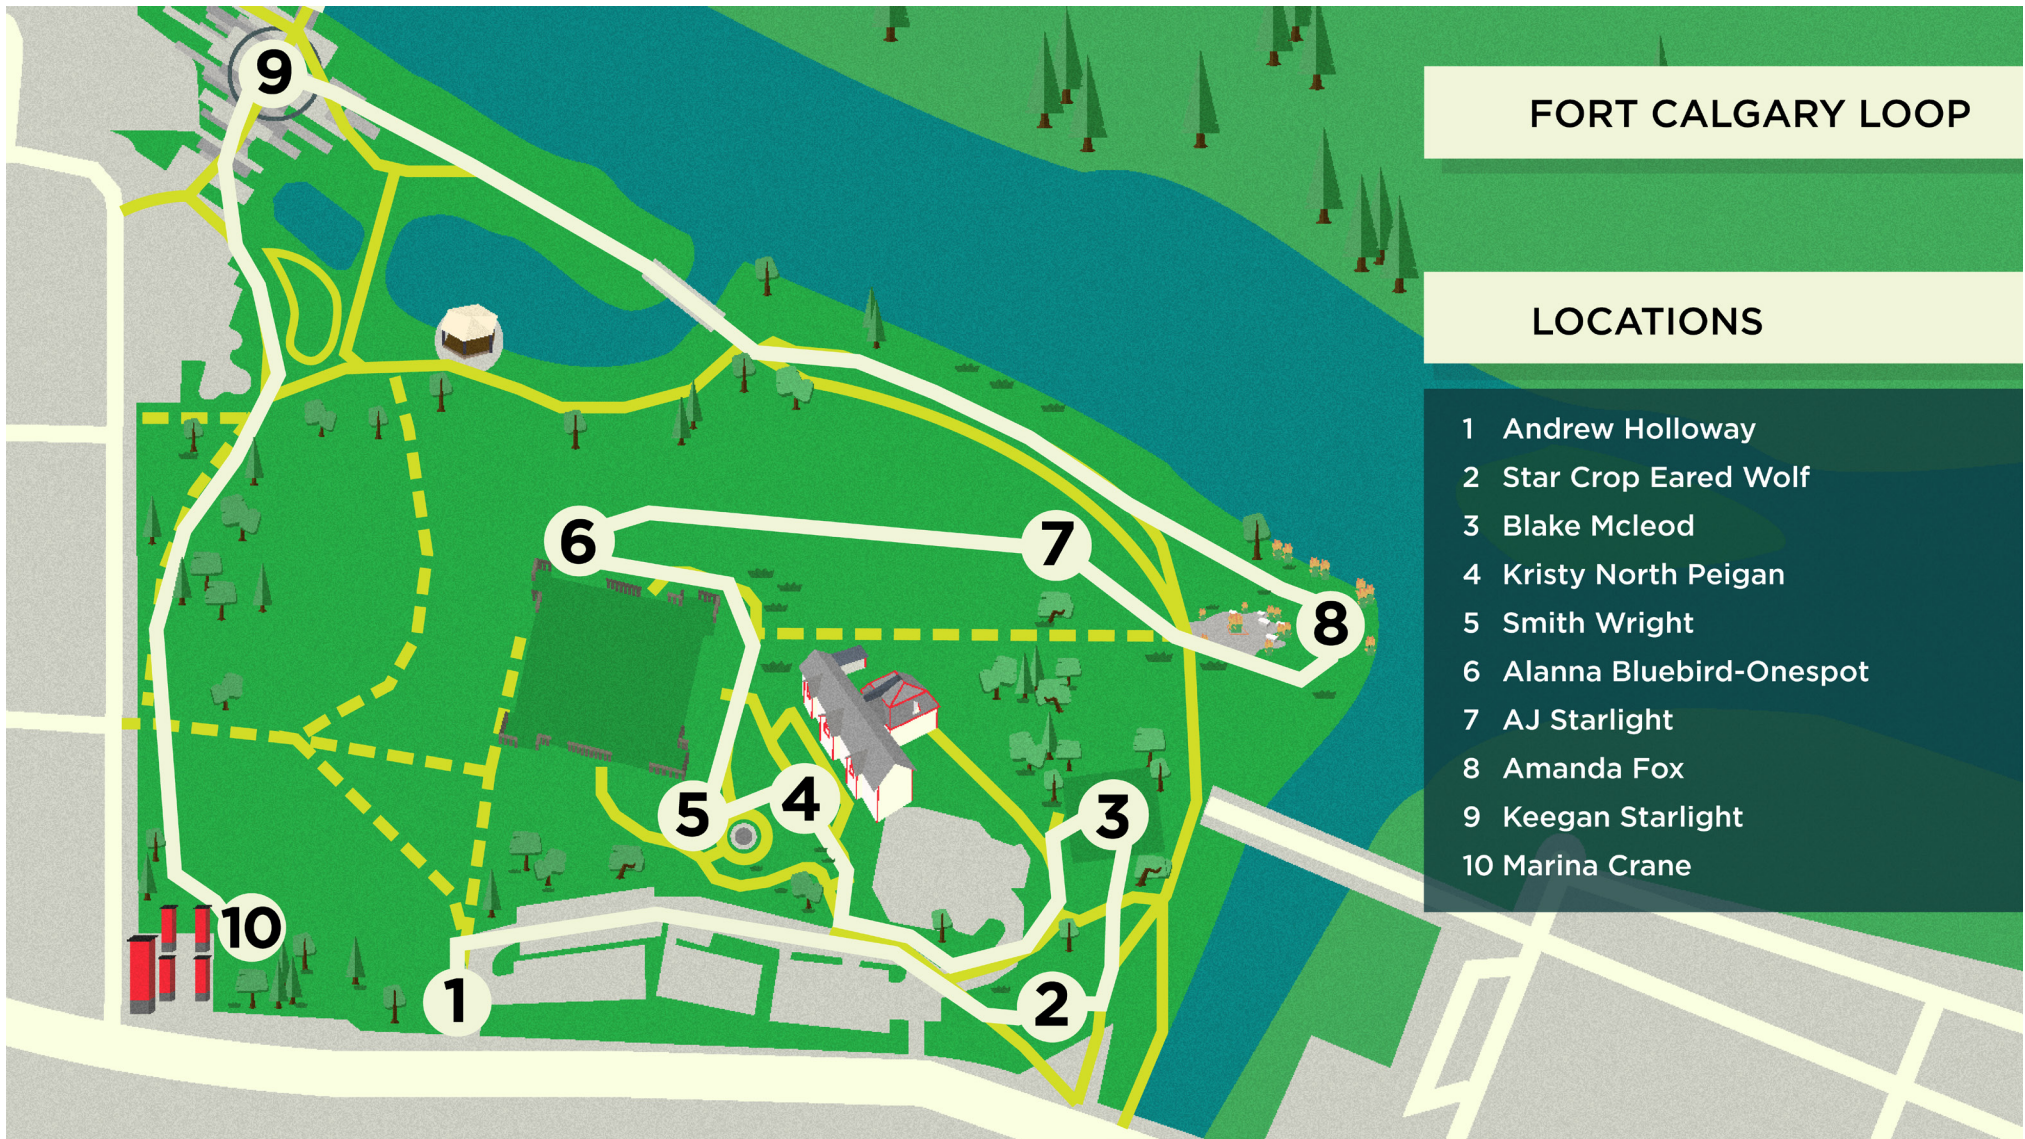 9
FORT CALGARY LOOP
LOCATIONS
1 Andrew Holloway
2 Star Crop Eared Wolf
3 Blake Mcleod
4 Kristy North Peigan
5 Smith Wright
6 Alanna Bluebird-Onespot
7 AJ Starlight
8 Amanda Fox
9 Keegan Starlight
10 Marina Crane
6
7
8
4
5
3
10
1
2